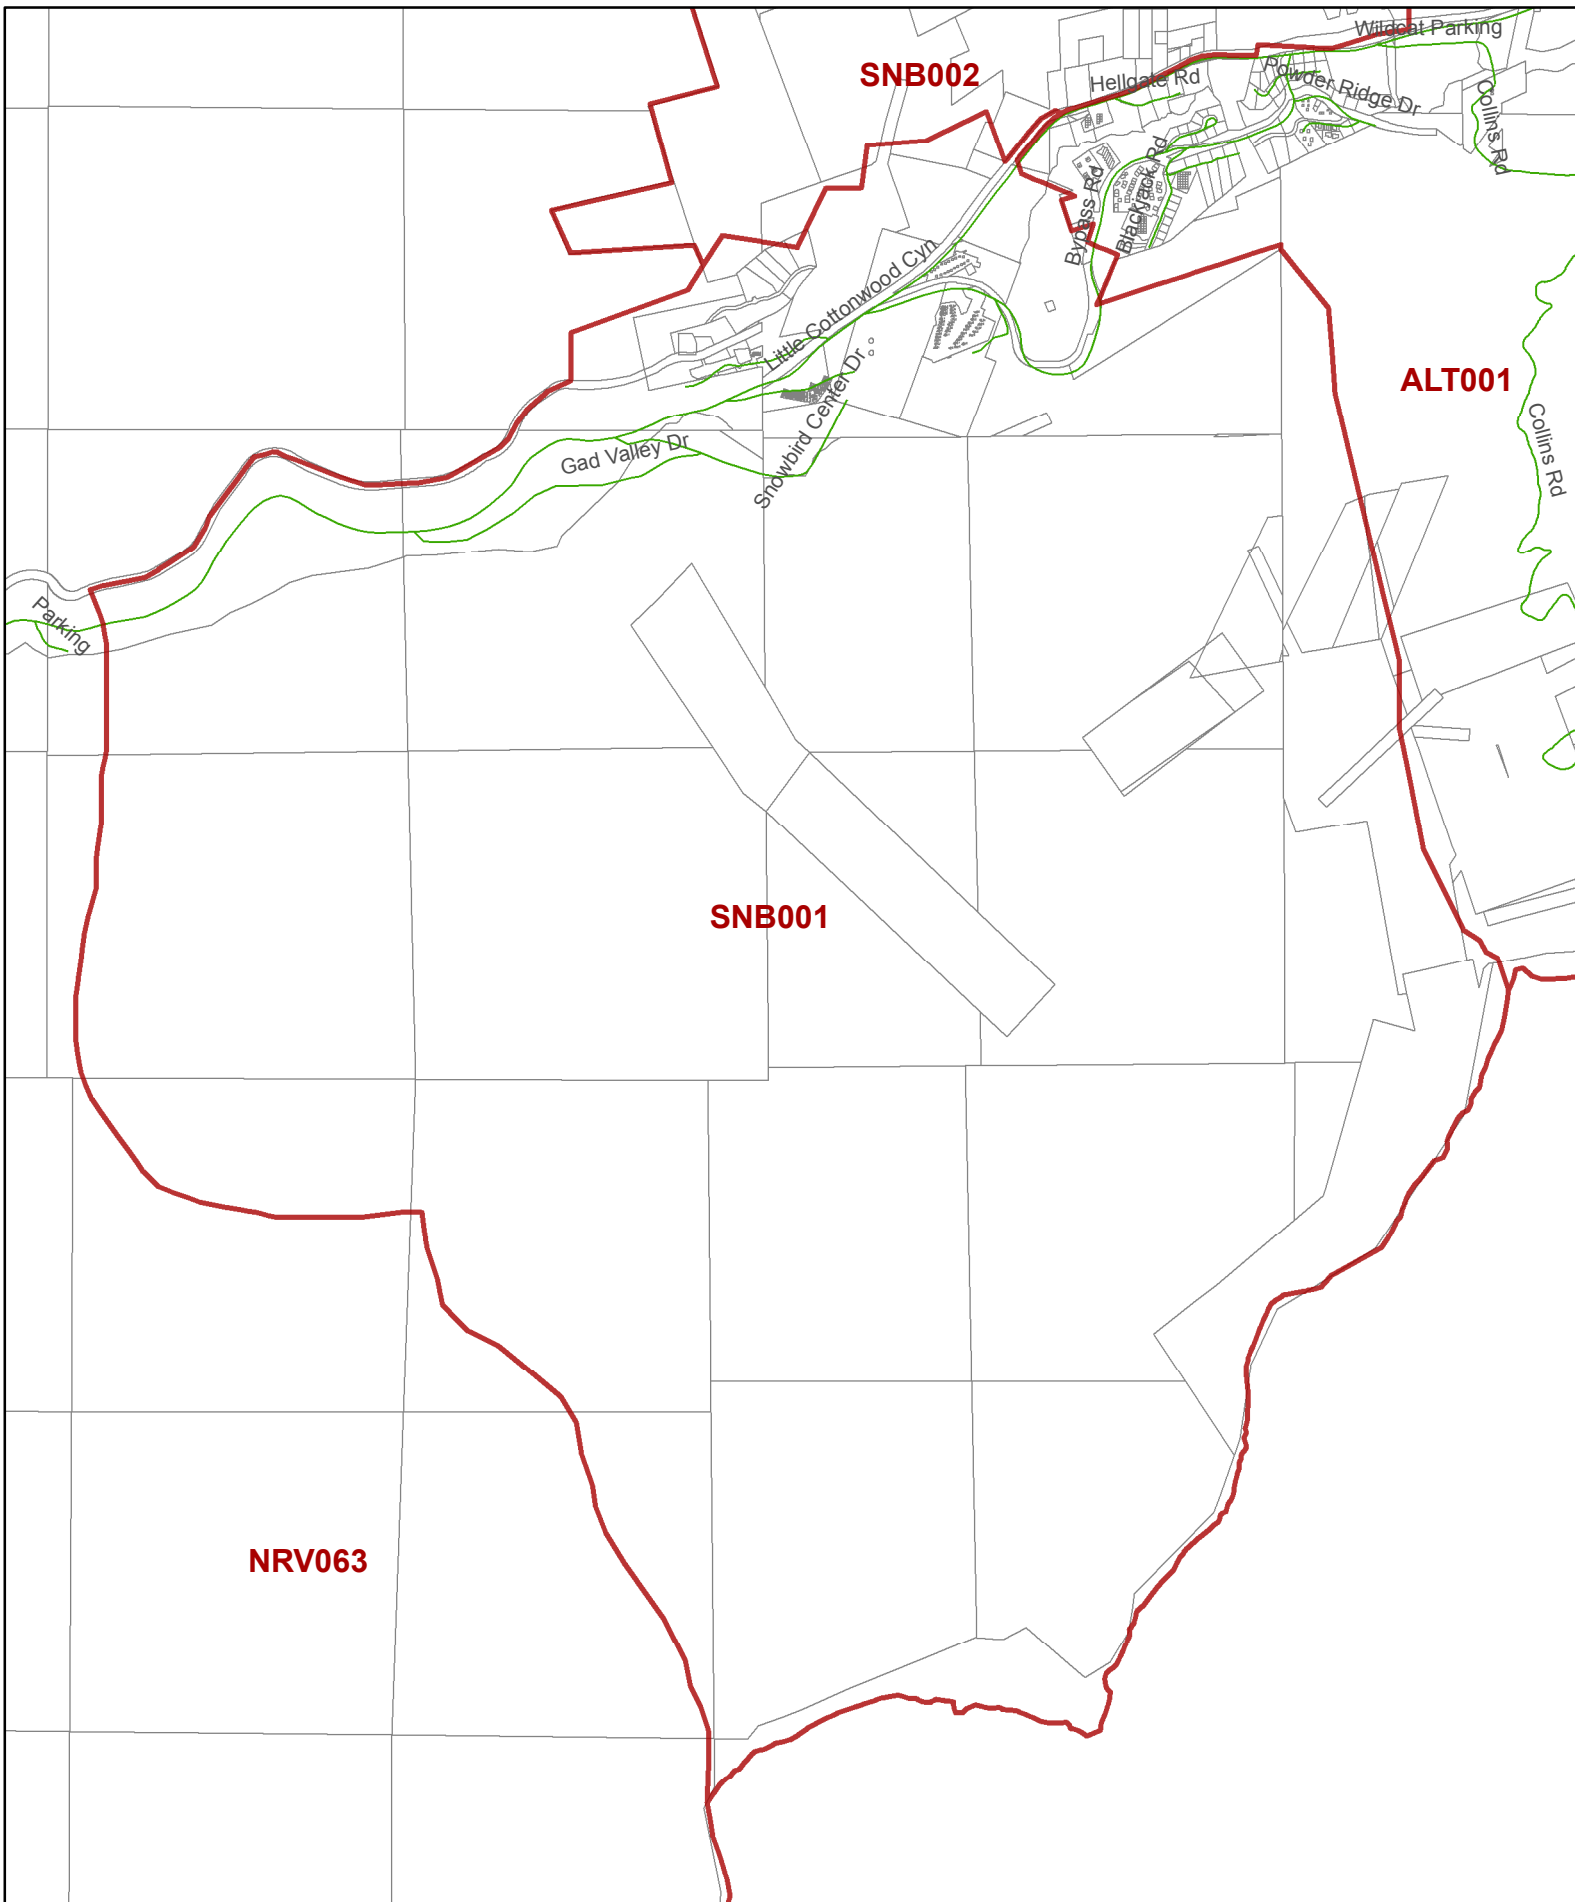 Wildcat Parking
SNB002
Hellgate Rd
Powder Ridge Dr
Collins Rd
Blackjack Rd
Bypass Rd
Little Cottonwood Cyn
ALT001
Snowbird Center Dr
Collins Rd
Gad Valley Dr
Parking
SNB001
NRV063